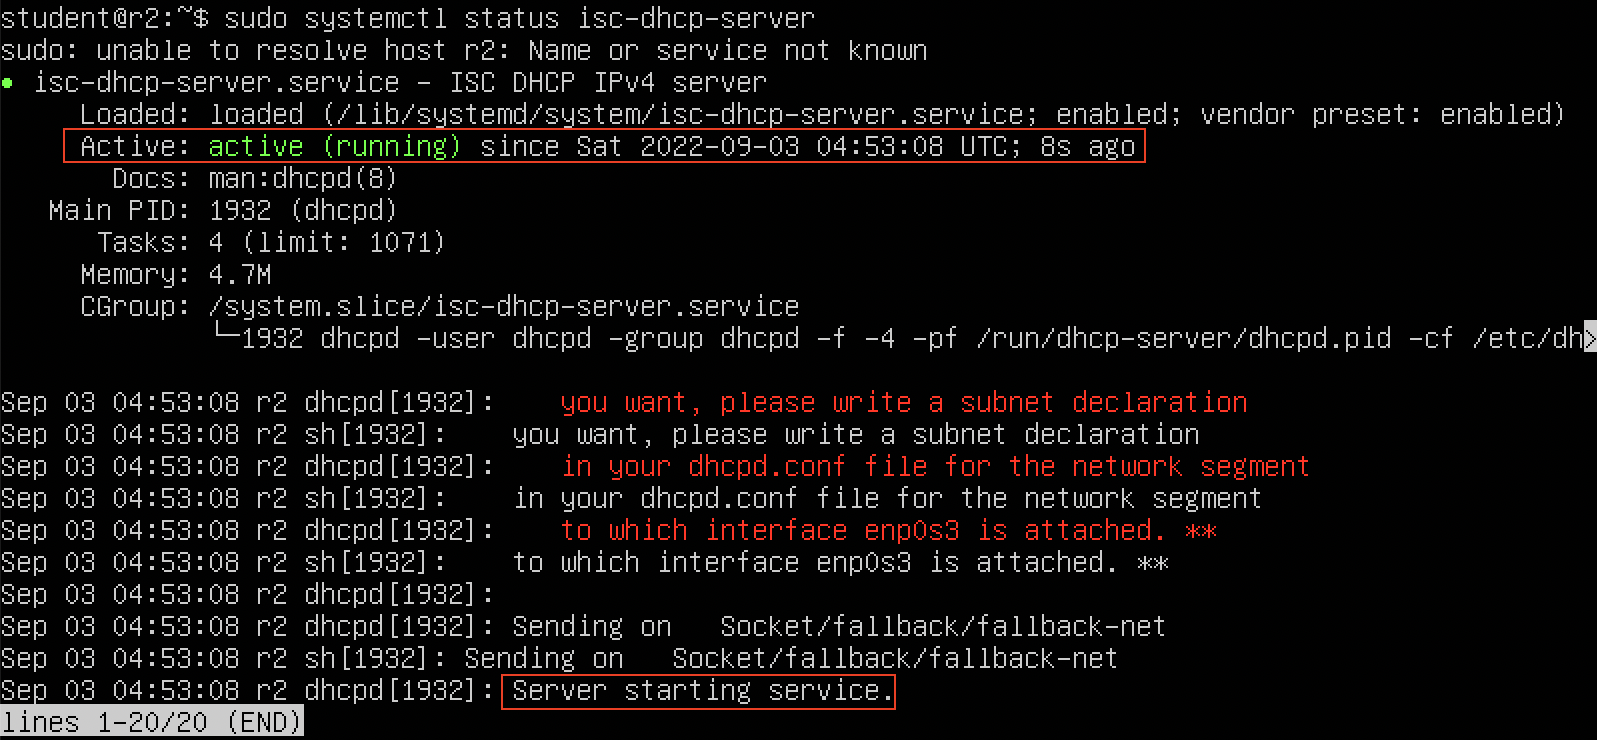 student@r2:~$ sudo systemctl status isc-dhcp-server
sudo: unable to resolve host r2: Name or service not known
● isc-dhcp-server.service – ISC DHCP IPv4 server
     Loaded: loaded (/lib/systemd/system/isc-dhcp-server.service; enabled; vendor preset: enabled)
     Active: active (running) since Sat 2022-09-03 04:53:08 UTC; 8s ago
       Docs: man:dhcpd(8)
   Main PID: 1932 (dhcpd)
      Tasks: 4 (limit: 1071)
     Memory: 4.7M
     CGroup: /system.slice/isc-dhcp-server.service
             └─1932 dhcpd -user dhcpd -group dhcpd -f -4 -pf /run/dhcp-server/dhcpd.pid -cf /etc/dh>
Sep 03 04:53:08 r2 dhcpd[1932]:    you want, please write a subnet declaration
Sep 03 04:53:08 r2 sh[1932]:    you want, please write a subnet declaration
Sep 03 04:53:08 r2 dhcpd[1932]:    in your dhcpd.conf file for the network segment
Sep 03 04:53:08 r2 sh[1932]:    in your dhcpd.conf file for the network segment
Sep 03 04:53:08 r2 dhcpd[1932]:    to which interface enp0s3 is attached. **
Sep 03 04:53:08 r2 sh[1932]:    to which interface enp0s3 is attached. **
Sep 03 04:53:08 r2 dhcpd[1932]:
Sep 03 04:53:08 r2 dhcpd[1932]: Sending on   Socket/fallback/fallback-net
Sep 03 04:53:08 r2 sh[1932]: Sending on   Socket/fallback/fallback-net
Sep 03 04:53:08 r2 dhcpd[1932]: Server starting service.
lines 1-20/20 (END)